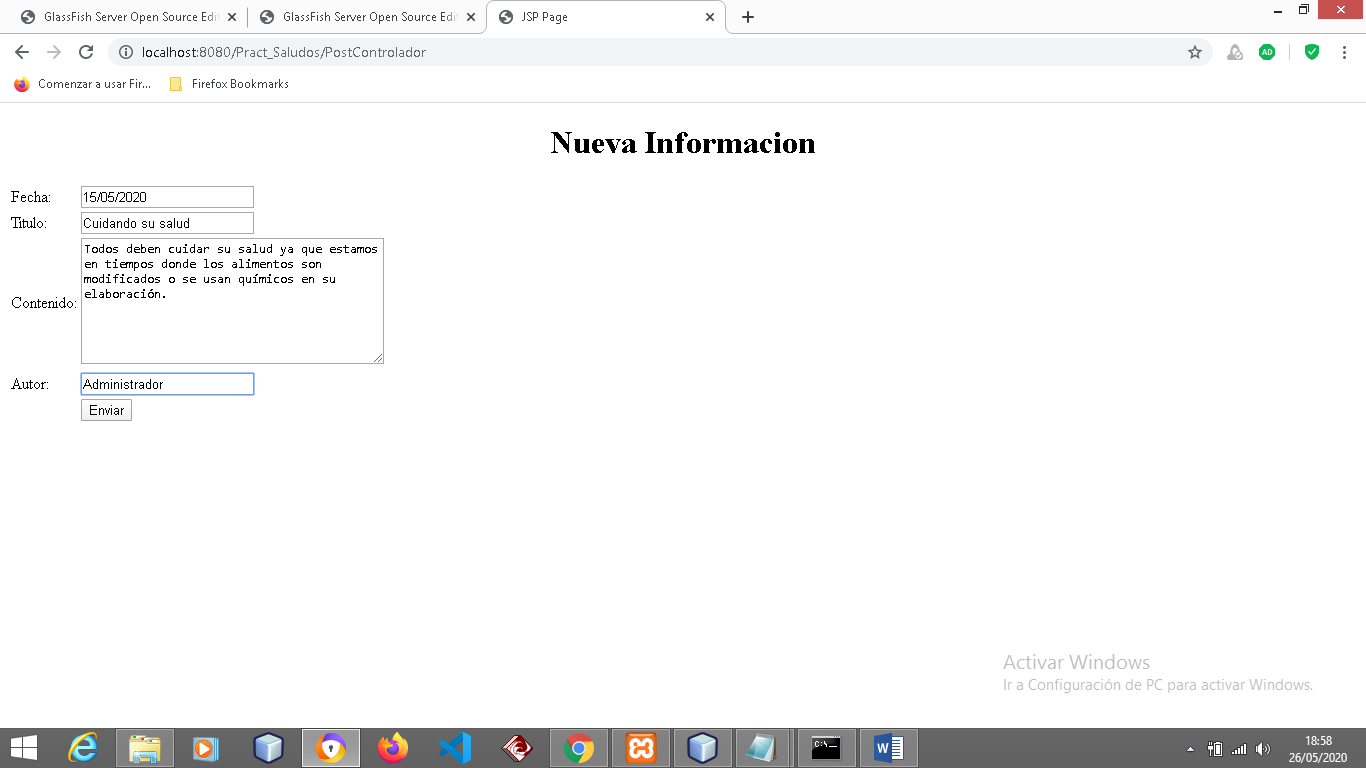 GlassFish Server Open Source Edi
GlassFish Server Open Source Edi
JSP Page
localhost:8080/Pract_Saludos/PostControlador
AD
Comenzar a usar Fir...
Firefox Bookmarks
Nueva Informacion
Fecha:
15/05/2020
Titulo:
Cuidando su salud
Contenido:
Todos deben cuidar su salud ya que estamos
en tiempos donde los alimentos son
modificados o se usan químicos en su
elaboración.
Autor:
Administrador
Enviar
Activar Windows
Ir a Configuración de PC para activar Windows.
C:\_
18:58
26/05/2020